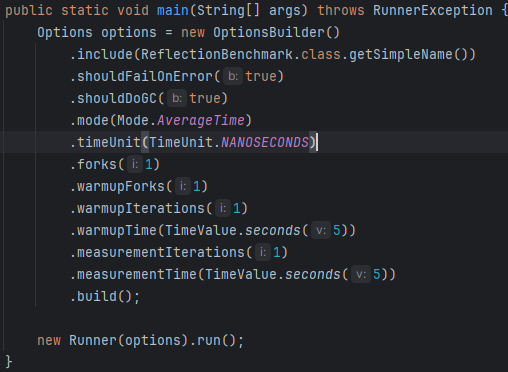 public static void main(String[] args) throws RunnerException {
    Options options = new OptionsBuilder()
        .include(ReflectionBenchmark.class.getSimpleName())
        .shouldFailOnError( b: true)
        .shouldDoGC( b: true)
        .mode(Mode.AverageTime)
        .timeUnit(TimeUnit.NANOSECONDS)
        .forks( i: 1)
        .warmupForks( i: 1)
        .warmupIterations( i: 1)
        .warmupTime(TimeValue.seconds( v: 5))
        .measurementIterations( i: 1)
        .measurementTime(TimeValue.seconds( v: 5))
        .build();
    new Runner(options).run();
}